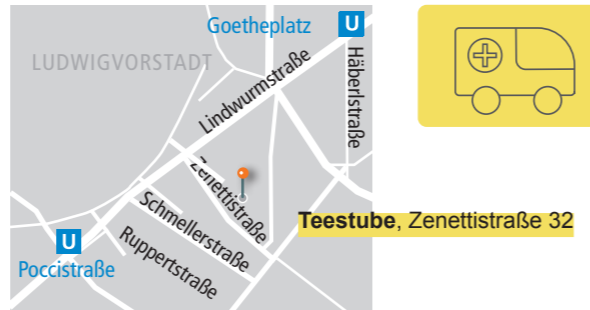 Goetheplatz U
LUDWIGVORSTADT
Lindwurmstraße
Häberlstraße
Zenettistraße
Teestube, Zenettistraße 32
Schmellerstraße
Ruppertstraße
U
Poccistraße